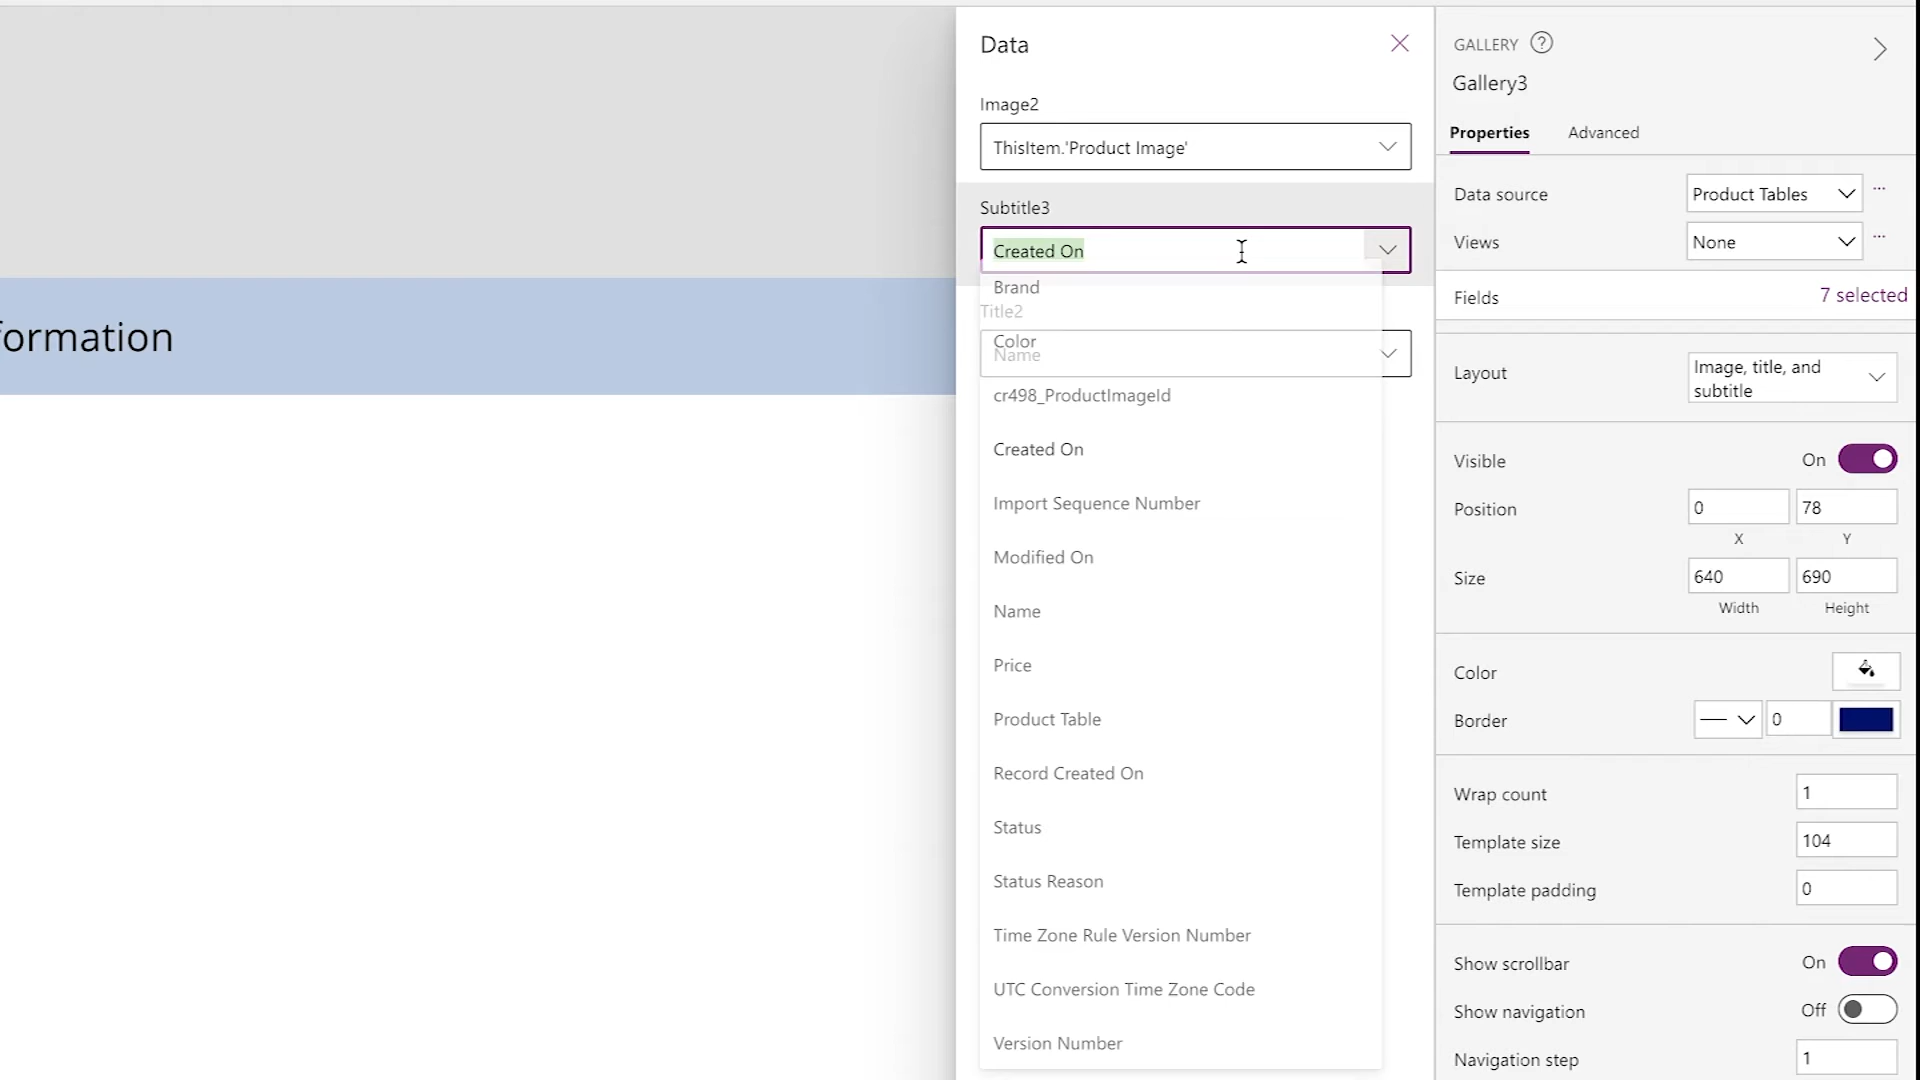 Data
Image2
ThisItem.'Product Image'
Subtitle3
Created On
Brand
Title2
Color
Name
cr498_ProductImageId
Created On
Import Sequence Number
Modified On
Name
Price
Product Table
Record Created On
Status
Status Reason
Time Zone Rule Version Number
UTC Conversion Time Zone Code
Version Number
ormation
GALLERY ?
Gallery3
Properties Advanced
Data source Product Tables ...
Views None ...
Fields 7 selected
Layout Image, title, and
subtitle
Visible On
Position 0 78
X Y
Size 640 690
Width Height
Color
Border 0
Wrap count 1
Template size 104
Template padding 0
Show scrollbar On
Show navigation Off
Navigation step 1